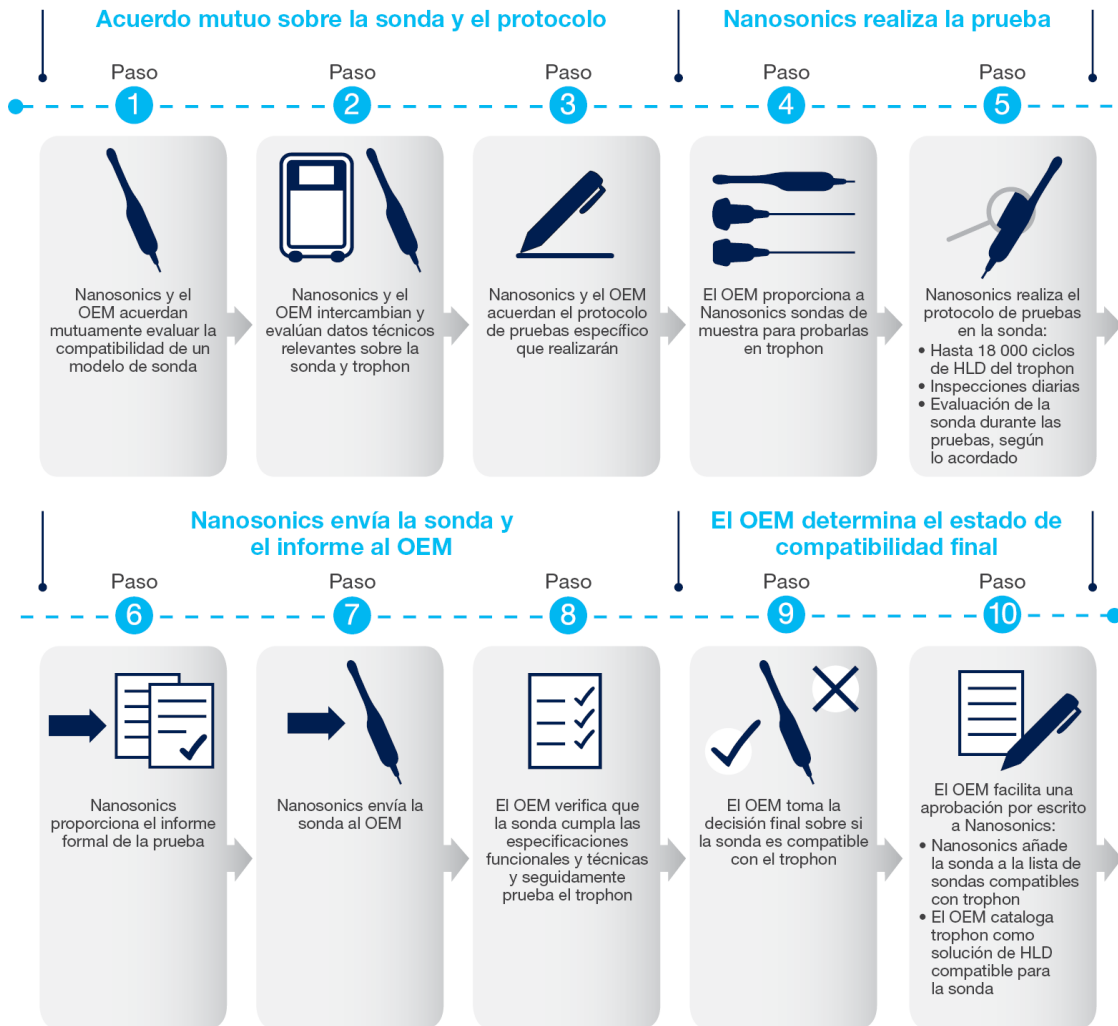 Acuerdo mutuo sobre la sonda y el protocolo
Nanosonics realiza la prueba
Paso
1
Paso
2
Paso
3
Paso
4
Paso
5
Nanosonics y el
OEM acuerdan
mutuamente evaluar la
compatibilidad de un
modelo de sonda
Nanosonics y el
OEM intercambian y
evalúan datos técnicos
relevantes sobre la
sonda y trophon
Nanosonics y el OEM
acuerdan el protocolo
de pruebas específico
que realizarán
El OEM proporciona a
Nanosonics sondas de
muestra para probarlas
en trophon
Nanosonics realiza el
protocolo de pruebas
en la sonda:
• Hasta 18 000 ciclos
de HLD del trophon
• Inspecciones diarias
• Evaluación de la
sonda durante las
pruebas, según
lo acordado
Nanosonics envía la sonda y
el informe al OEM
El OEM determina el estado de
compatibilidad final
Paso
6
Paso
7
Paso
8
Paso
9
Paso
10
Nanosonics
proporciona el informe
formal de la prueba
Nanosonics envía la
sonda al OEM
El OEM verifica que
la sonda cumpla las
especificaciones
funcionales y técnicas
y seguidamente
prueba el trophon
El OEM toma la
decisión final sobre si
la sonda es compatible
con el trophon
El OEM facilita una
aprobación por escrito
a Nanosonics:
• Nanosonics añade
la sonda a la lista de
sondas compatibles
con trophon
• El OEM cataloga
trophon como
solución de HLD
compatible para
la sonda